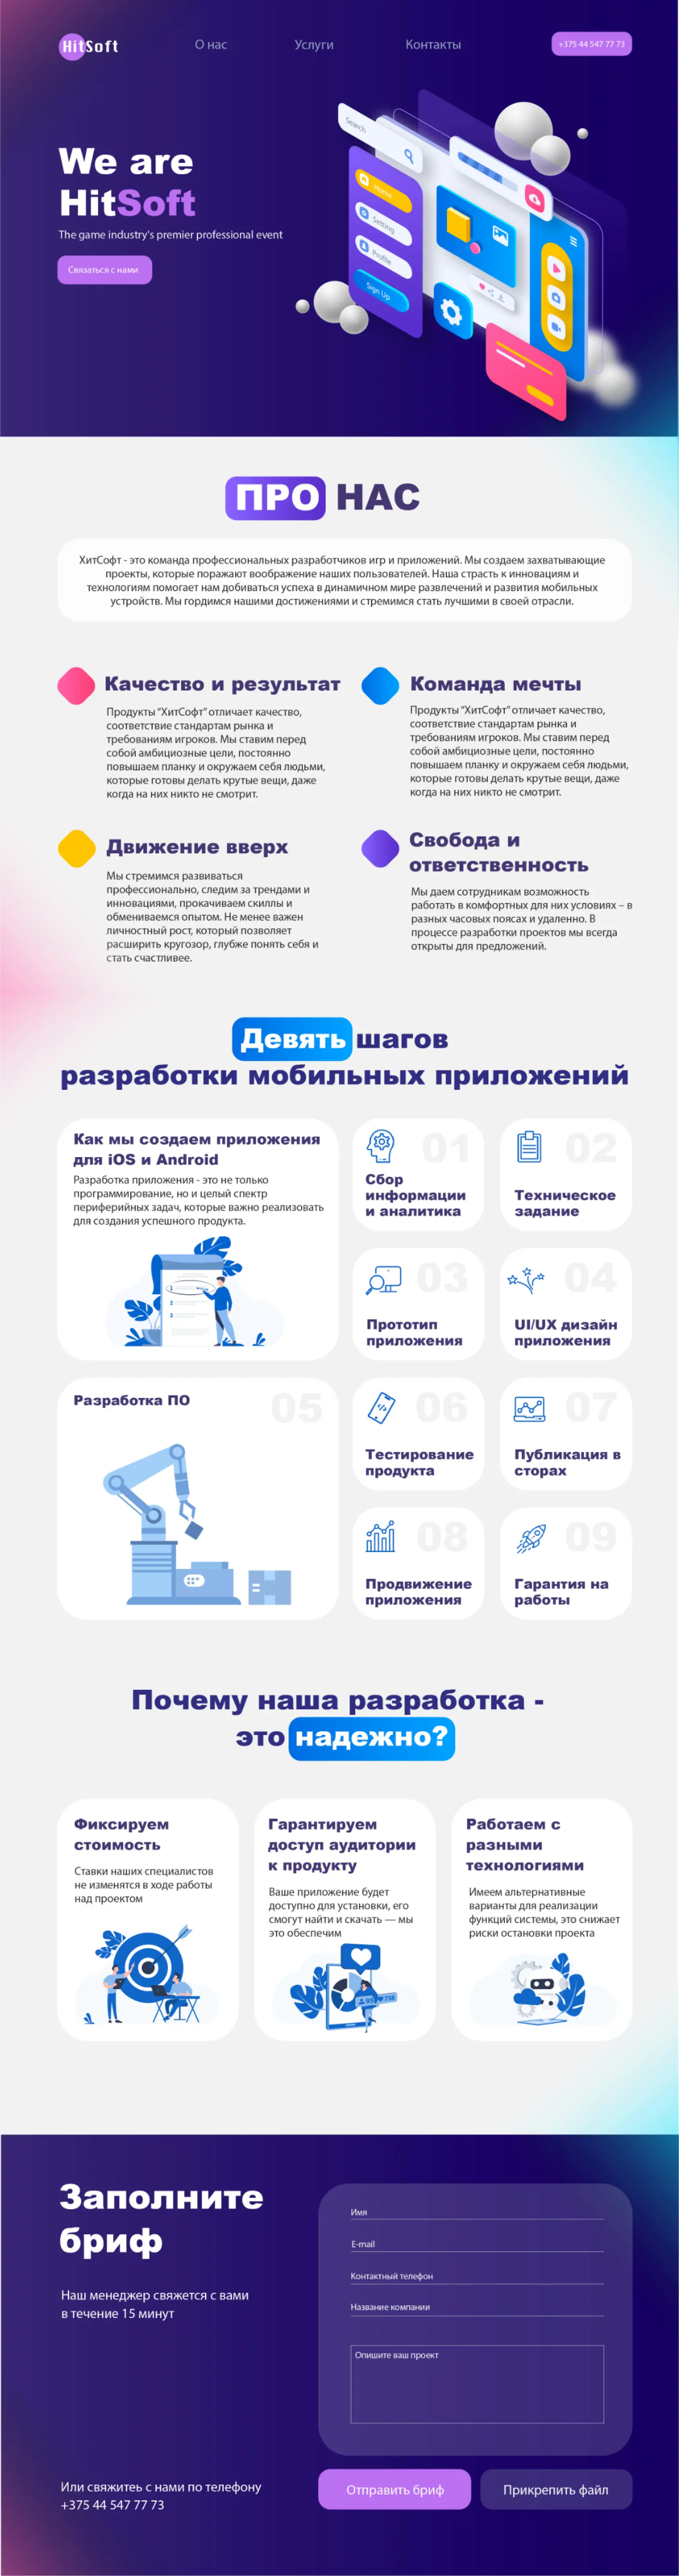 HitSoft
О нас
Услуги
Контакты
+375 44 547 77 73
We are
HitSoft
The game industry's premier professional event
Связаться с нами
Search
Home
Setting
Profile
Sign Up
ПРО НАС
ХитСофт - это команда профессиональных разработчиков игр и приложений. Мы создаем захватывающие
проекты, которые поражают воображение наших пользователей. Наша страсть к инновациям и
технологиям помогает нам добиваться успеха в динамичном мире развлечений и развития мобильных
устройств. Мы гордимся нашими достижениями и стремимся стать лучшими в своей отрасли.
Качество и результат
Продукты "ХитСофт" отличает качество,
соответствие стандартам рынка и
требованиям игроков. Мы ставим перед
собой амбициозные цели, постоянно
повышаем планку и окружаем себя людьми,
которые готовы делать крутые вещи, даже
когда на них никто не смотрит.
Команда мечты
Продукты "ХитСофт" отличает качество,
соответствие стандартам рынка и
требованиям игроков. Мы ставим перед
собой амбициозные цели, постоянно
повышаем планку и окружаем себя людьми,
которые готовы делать крутые вещи, даже
когда на них никто не смотрит.
Движение вверх
Мы стремимся развиваться
профессионально, следим за трендами и
инновациями, прокачиваем скиллы и
обмениваемся опытом. Не менее важен
личностный рост, который позволяет
расширить кругозор, глубже понять себя и
стать счастливее.
Свобода и
ответственность
Мы даем сотрудникам возможность
работать в комфортных для них условиях – в
разных часовых поясах и удаленно. В
процессе разработки проектов мы всегда
открыты для предложений.
Девять шагов
разработки мобильных приложений
Как мы создаем приложения
для iOS и Android
Разработка приложения - это не только
программирование, но и целый спектр
периферийных задач, которые важно реализовать
для создания успешного продукта.
1
2
3
01
Сбор
информации
и аналитика
02
Техническое
задание
03
Прототип
приложения
04
UI/UX дизайн
приложения
Разработка ПО
05
06
Тестирование
продукта
07
Публикация в
сторах
08
Продвижение
приложения
09
Гарантия на
работы
Почему наша разработка -
это надежно?
Фиксируем
стоимость
Ставки наших специалистов
не изменятся в ходе работы
над проектом
Гарантируем
доступ аудитории
к продукту
Ваше приложение будет
доступно для установки, его
смогут найти и скачать — мы
это обеспечим
Работаем с
разными
технологиями
Имеем альтернативные
варианты для реализации
функций системы, это снижает
риски остановки проекта
Заполните
бриф
Наш менеджер свяжется с вами
в течение 15 минут
Имя
E-mail
Контактный телефон
Название компании
Опишите ваш проект
Или свяжитеь с нами по телефону
+375 44 547 77 73
Отправить бриф
Прикрепить файл